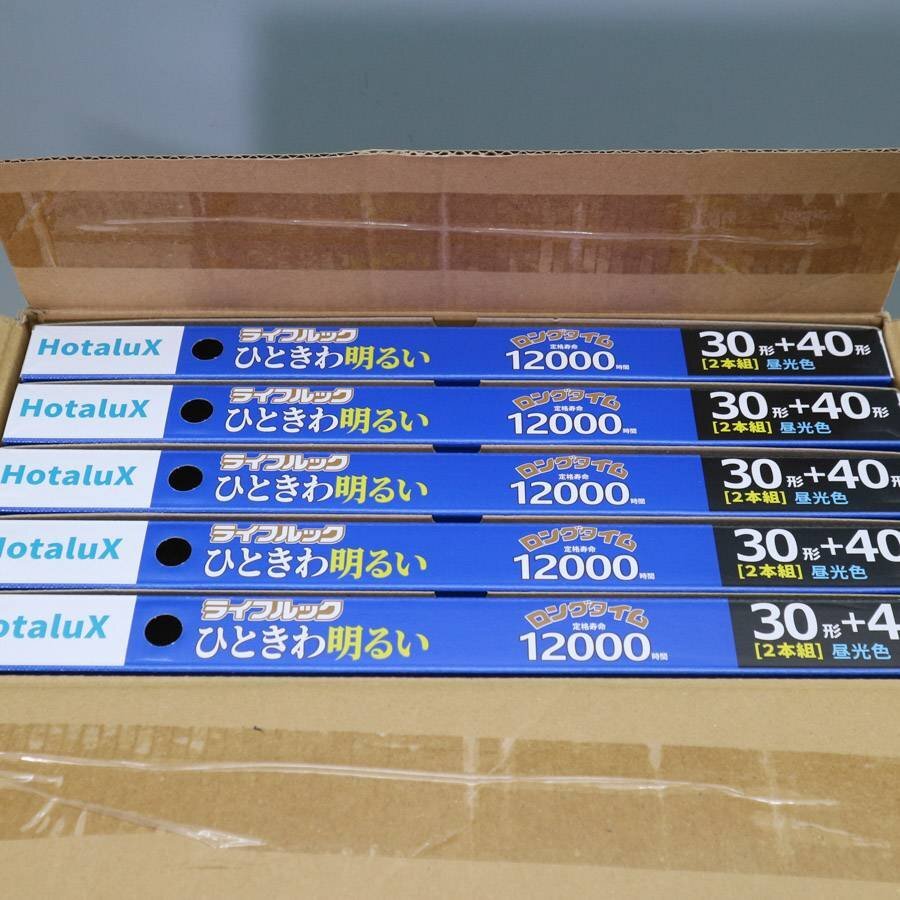 HotaluX ライフルック ひときわ明るい ロングタイム 定格寿命 12000時間 30形+40形 [2本組] 昼光色
HotaluX ライフルック ひときわ明るい ロングタイム 定格寿命 12000時間 30形+40形 [2本組] 昼光色
HotaluX ライフルック ひときわ明るい ロングタイム 定格寿命 12000時間 30形+40 [2本組] 昼光色
HotaluX ライフルック ひときわ明るい ロングタイム 定格寿命 12000時間 30形+40 [2本組] 昼光色
otaluX ライフルック ひときわ明るい ロングタイム 定格寿命 12000時間 30形+4 [2本組] 昼光色